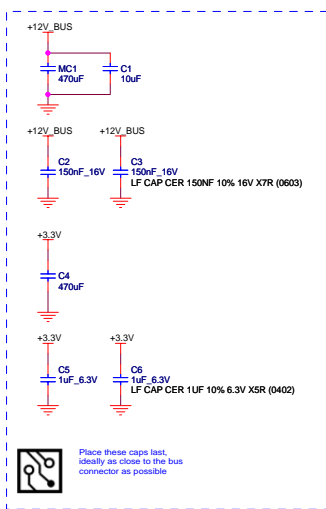 +12V_BUS
MC1
470uF
C1
10uF
+12V_BUS
+12V_BUS
C2
150nF_16V
C3
150nF_16V
LF CAP CER 150NF 10% 16V X7R (0603)
+3.3V
C4
470uF
+3.3V
+3.3V
C5
1uF_6.3V
C6
1uF_6.3V
LF CAP CER 1UF 10% 6.3V X5R (0402)
Place these caps last,
ideally as close to the bus
connector as possible